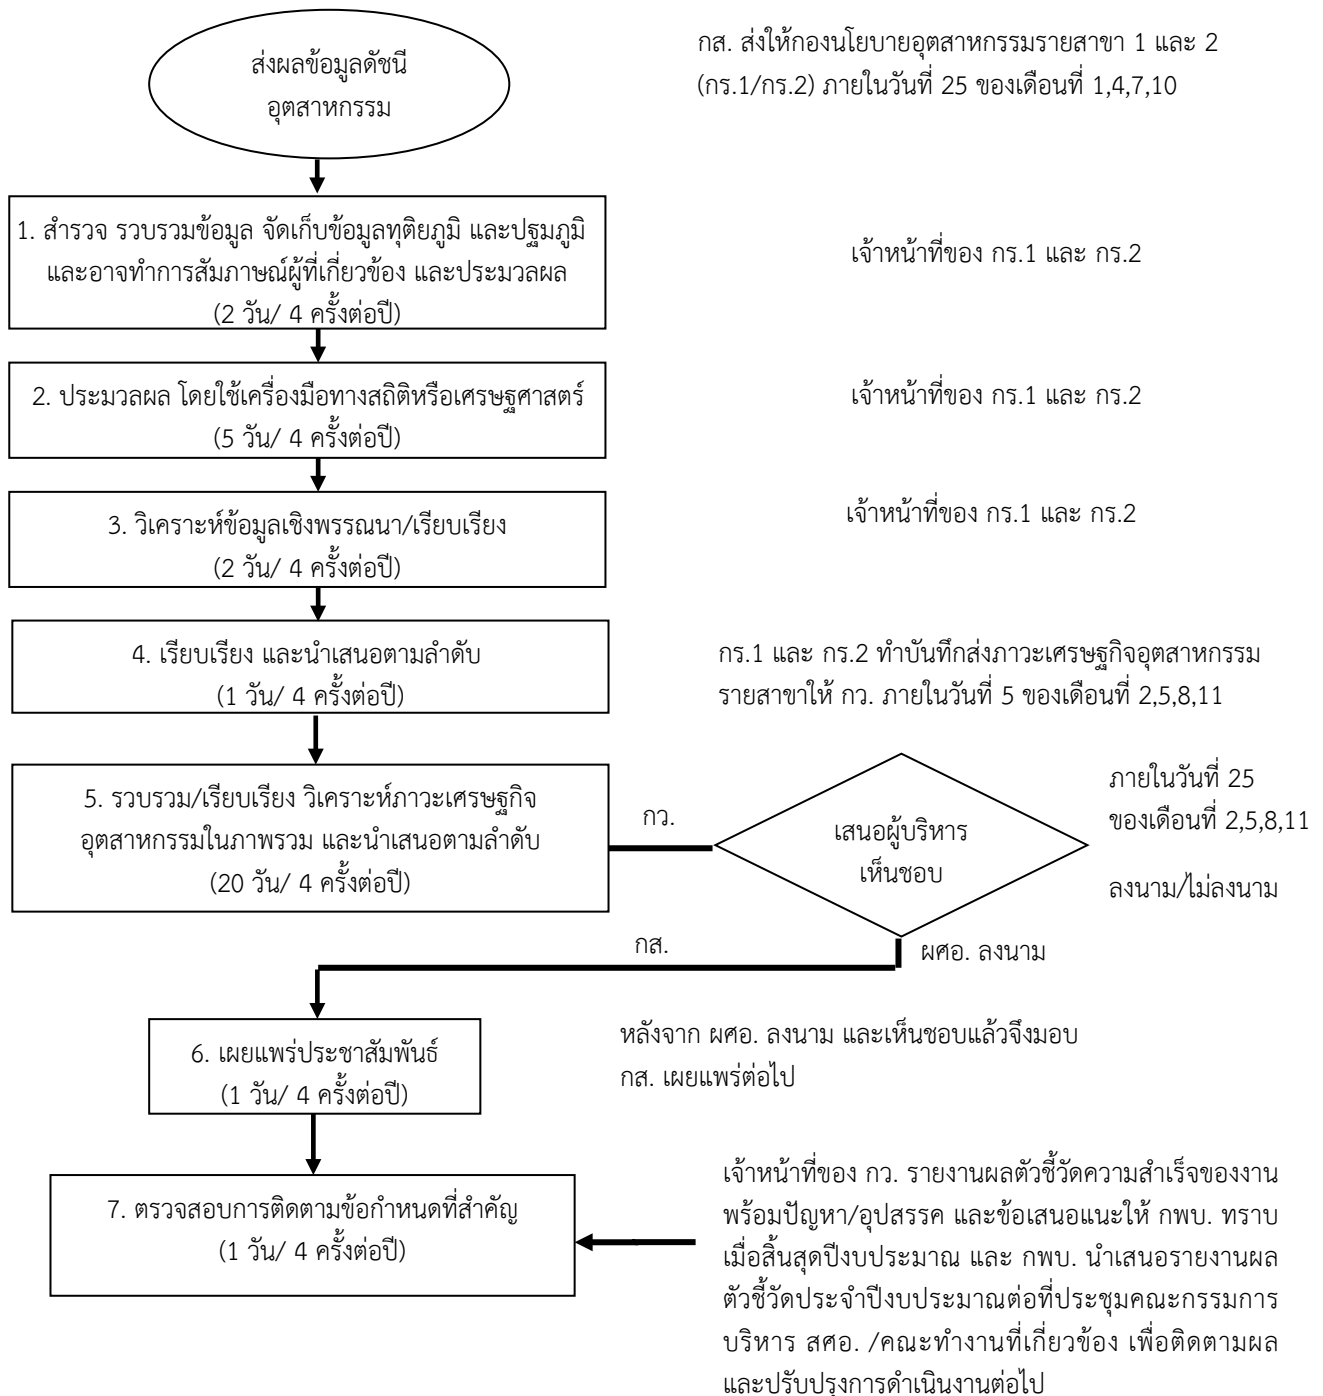 ส่งผลข้อมูลดัชนี
อุตสาหกรรม
กส. ส่งให้กองนโยบายอุตสาหกรรมรายสาขา 1 และ 2
(กร.1/กร.2) ภายในวันที่ 25 ของเดือนที่ 1,4,7,10
1. สำรวจ รวบรวมข้อมูล จัดเก็บข้อมูลทุติยภูมิ และปฐมภูมิ
และอาจทำการสัมภาษณ์ผู้ที่เกี่ยวข้อง และประมวลผล
(2 วัน/ 4 ครั้งต่อปี)
เจ้าหน้าที่ของ กร.1 และ กร.2
2. ประมวลผล โดยใช้เครื่องมือทางสถิติหรือเศรษฐศาสตร์
(5 วัน/ 4 ครั้งต่อปี)
เจ้าหน้าที่ของ กร.1 และ กร.2
3. วิเคราะห์ข้อมูลเชิงพรรณนา/เรียบเรียง
(2 วัน/ 4 ครั้งต่อปี)
เจ้าหน้าที่ของ กร.1 และ กร.2
4. เรียบเรียง และนำเสนอตามลำดับ
(1 วัน/ 4 ครั้งต่อปี)
กร.1 และ กร.2 ทำบันทึกส่งภาวะเศรษฐกิจอุตสาหกรรม
รายสาขาให้ กว. ภายในวันที่ 5 ของเดือนที่ 2,5,8,11
5. รวบรวม/เรียบเรียง วิเคราะห์ภาวะเศรษฐกิจ
อุตสาหกรรมในภาพรวม และนำเสนอตามลำดับ
(20 วัน/ 4 ครั้งต่อปี)
กว.
เสนอผู้บริหาร
เห็นชอบ
ภายในวันที่ 25
ของเดือนที่ 2,5,8,11
ลงนาม/ไม่ลงนาม
กส.
ผศอ. ลงนาม
6. เผยแพร่ประชาสัมพันธ์
(1 วัน/ 4 ครั้งต่อปี)
หลังจาก ผศอ. ลงนาม และเห็นชอบแล้วจึงมอบ
กส. เผยแพร่ต่อไป
7. ตรวจสอบการติดตามข้อกำหนดที่สำคัญ
(1 วัน/ 4 ครั้งต่อปี)
เจ้าหน้าที่ของ กว. รายงานผลตัวชี้วัดความสำเร็จของงาน
พร้อมปัญหา/อุปสรรค และข้อเสนอแนะให้ กพบ. ทราบ
เมื่อสิ้นสุดปีงบประมาณ และ กพบ. นำเสนอรายงานผล
ตัวชี้วัดประจำปีงบประมาณต่อที่ประชุมคณะกรรมการ
บริหาร สศอ. /คณะทำงานที่เกี่ยวข้อง เพื่อติดตามผล
และปรับปรุงการดำเนินงานต่อไป